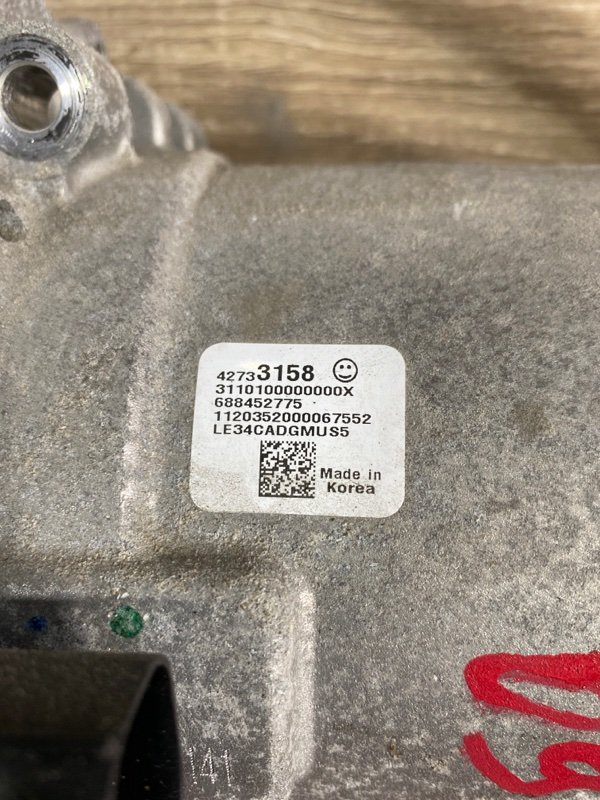 42733158
3110100000000X
688452775
1120352000067552
LE34CADGMUS5
Made in
Korea
141